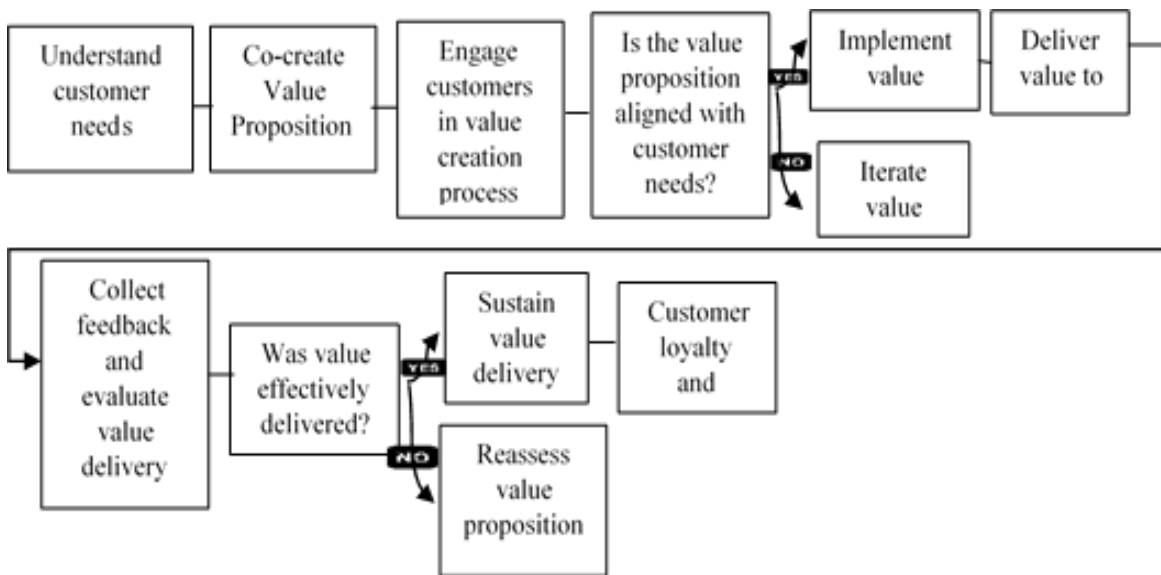 Understand
customer
needs
Co-create
Value
Proposition
Engage
customers
in value
creation
process
Is the value
proposition
aligned with
customer
needs?
YES
NO
Implement
value
Deliver
value to
Iterate
value
Collect
feedback
and
evaluate
value
delivery
Was value
effectively
delivered?
YES
NO
Sustain
value
delivery
Customer
loyalty
and
Reassess
value
proposition